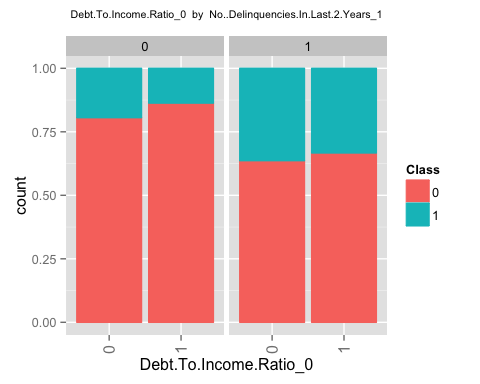 Debt.To.Income.Ratio_0 by No..Delinquencies.In.Last.2.Years_1
0 1
1.00
0.75
0.50
0.25
0.00
count
0 1 0 1
Debt.To.Income.Ratio_0
Class
0
1